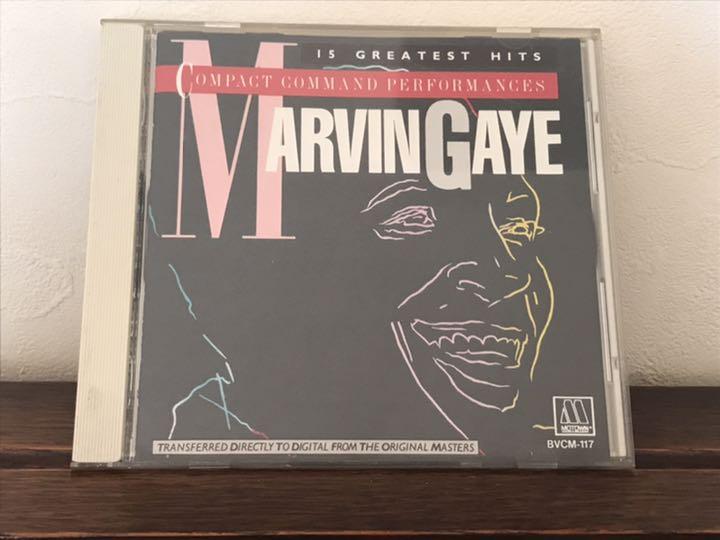 15 GREATEST HITS
COMPACT COMMAND PERFORMANCES
MARVIN GAYE
MOTOWN®
BVCM-117
TRANSFERRED DIRECTLY TO DIGITAL FROM THE ORIGINAL MASTERS